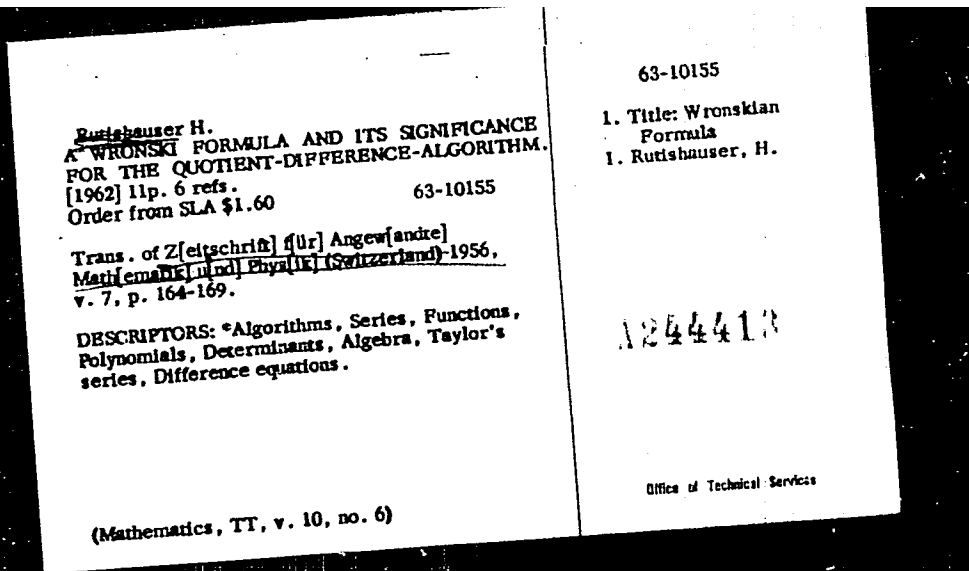 Rutishauser H.
A WRONSKI FORMULA AND ITS SIGNIFICANCE
FOR THE QUOTIENT-DIFFERENCE-ALGORITHM.
[1962] 11p. 6 refs.
Order from SLA $1.60 63-10155
Trans. of Z[eitschrift] f[ür] Angew[andte]
Math[ematik] u[nd] Phys[ik] (Switzerland) 1956,
v. 7, p. 164-169.
DESCRIPTORS: *Algorithms, Series, Functions,
Polynomials, Determinants, Algebra, Taylor's
series, Difference equations.
(Mathematics, TT, v. 10, no. 6)
63-10155
1. Title: Wronskian
Formula
1. Rutishauser, H.
A244413
Office of Technical Services